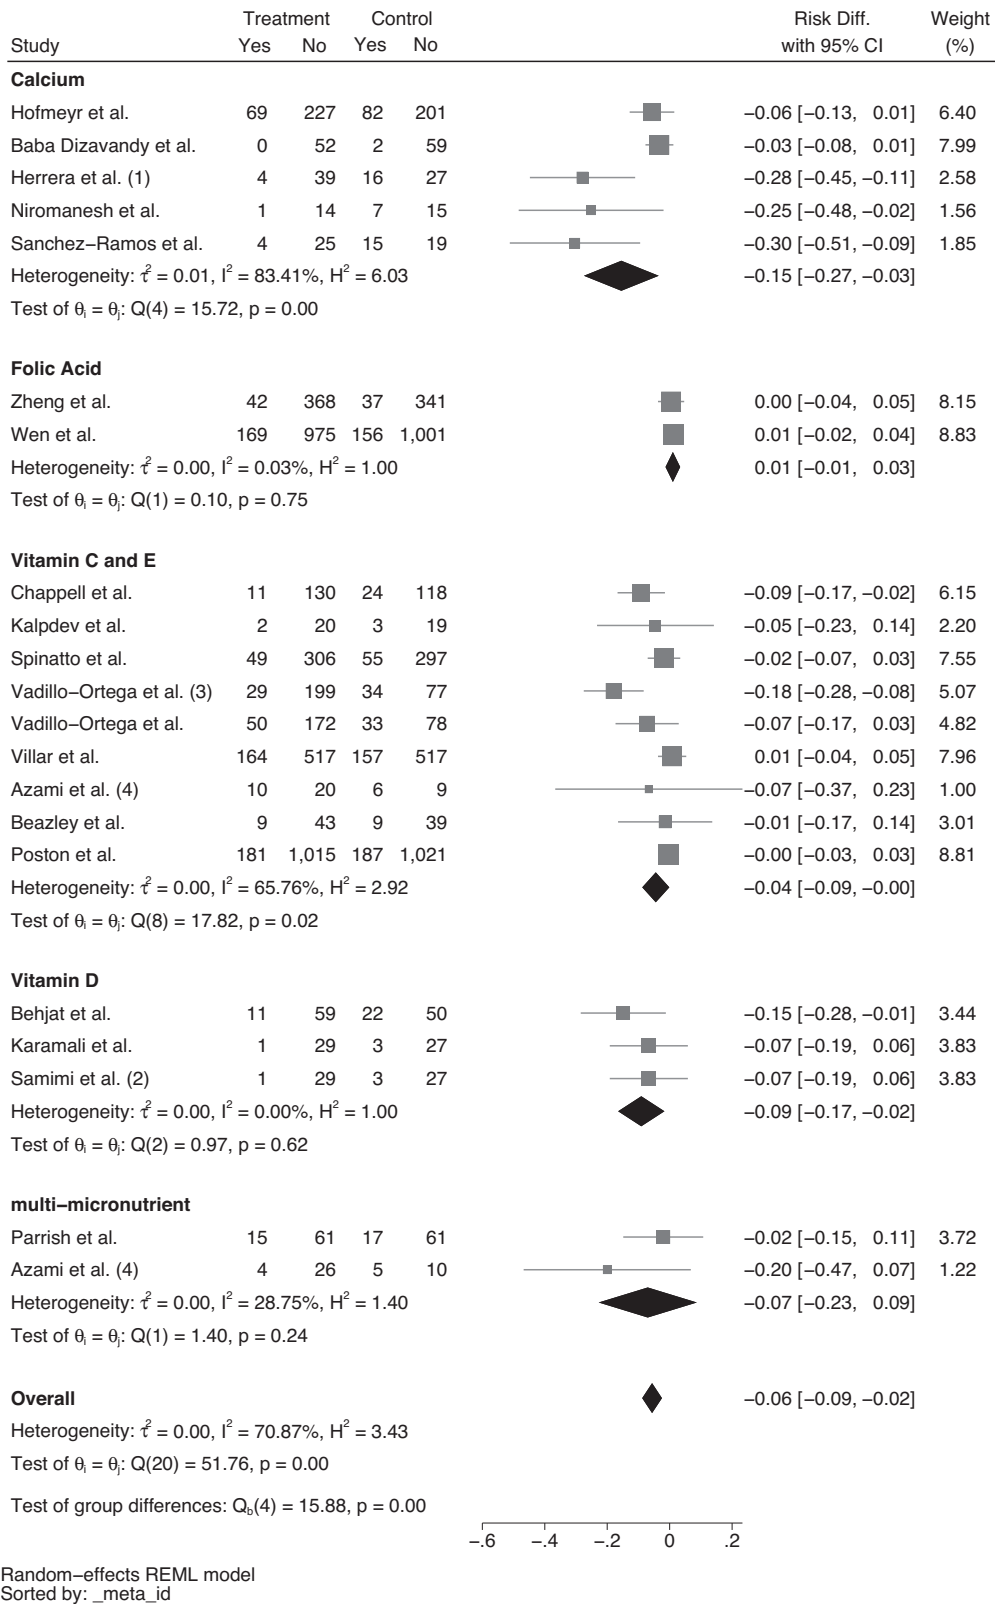 Treatment Control Risk Diff. Weight
Study Yes No Yes No with 95% CI (%)
Calcium
Hofmeyr et al. 69 227 82 201 −0.06 [−0.13, 0.01] 6.40
Baba Dizavandy et al. 0 52 2 59 −0.03 [−0.08, 0.01] 7.99
Herrera et al. (1) 4 39 16 27 −0.28 [−0.45, −0.11] 2.58
Niromanesh et al. 1 14 7 15 −0.25 [−0.48, −0.02] 1.56
Sanchez−Ramos et al. 4 25 15 19 −0.30 [−0.51, −0.09] 1.85
Heterogeneity: τ² = 0.01, I² = 83.41%, H² = 6.03 −0.15 [−0.27, −0.03]
Test of θᵢ = θⱼ: Q(4) = 15.72, p = 0.00
Folic Acid
Zheng et al. 42 368 37 341 0.00 [−0.04, 0.05] 8.15
Wen et al. 169 975 156 1,001 0.01 [−0.02, 0.04] 8.83
Heterogeneity: τ² = 0.00, I² = 0.03%, H² = 1.00 0.01 [−0.01, 0.03]
Test of θᵢ = θⱼ: Q(1) = 0.10, p = 0.75
Vitamin C and E
Chappell et al. 11 130 24 118 −0.09 [−0.17, −0.02] 6.15
Kalpdev et al. 2 20 3 19 −0.05 [−0.23, 0.14] 2.20
Spinatto et al. 49 306 55 297 −0.02 [−0.07, 0.03] 7.55
Vadillo−Ortega et al. (3) 29 199 34 77 −0.18 [−0.28, −0.08] 5.07
Vadillo−Ortega et al. 50 172 33 78 −0.07 [−0.17, 0.03] 4.82
Villar et al. 164 517 157 517 0.01 [−0.04, 0.05] 7.96
Azami et al. (4) 10 20 6 9 −0.07 [−0.37, 0.23] 1.00
Beazley et al. 9 43 9 39 −0.01 [−0.17, 0.14] 3.01
Poston et al. 181 1,015 187 1,021 −0.00 [−0.03, 0.03] 8.81
Heterogeneity: τ² = 0.00, I² = 65.76%, H² = 2.92 −0.04 [−0.09, −0.00]
Test of θᵢ = θⱼ: Q(8) = 17.82, p = 0.02
Vitamin D
Behjat et al. 11 59 22 50 −0.15 [−0.28, −0.01] 3.44
Karamali et al. 1 29 3 27 −0.07 [−0.19, 0.06] 3.83
Samimi et al. (2) 1 29 3 27 −0.07 [−0.19, 0.06] 3.83
Heterogeneity: τ² = 0.00, I² = 0.00%, H² = 1.00 −0.09 [−0.17, −0.02]
Test of θᵢ = θⱼ: Q(2) = 0.97, p = 0.62
multi−micronutrient
Parrish et al. 15 61 17 61 −0.02 [−0.15, 0.11] 3.72
Azami et al. (4) 4 26 5 10 −0.20 [−0.47, 0.07] 1.22
Heterogeneity: τ² = 0.00, I² = 28.75%, H² = 1.40 −0.07 [−0.23, 0.09]
Test of θᵢ = θⱼ: Q(1) = 1.40, p = 0.24
Overall −0.06 [−0.09, −0.02]
Heterogeneity: τ² = 0.00, I² = 70.87%, H² = 3.43
Test of θᵢ = θⱼ: Q(20) = 51.76, p = 0.00
Test of group differences: Q_b(4) = 15.88, p = 0.00
−.6 −.4 −.2 0 .2
Random−effects REML model
Sorted by: _meta_id